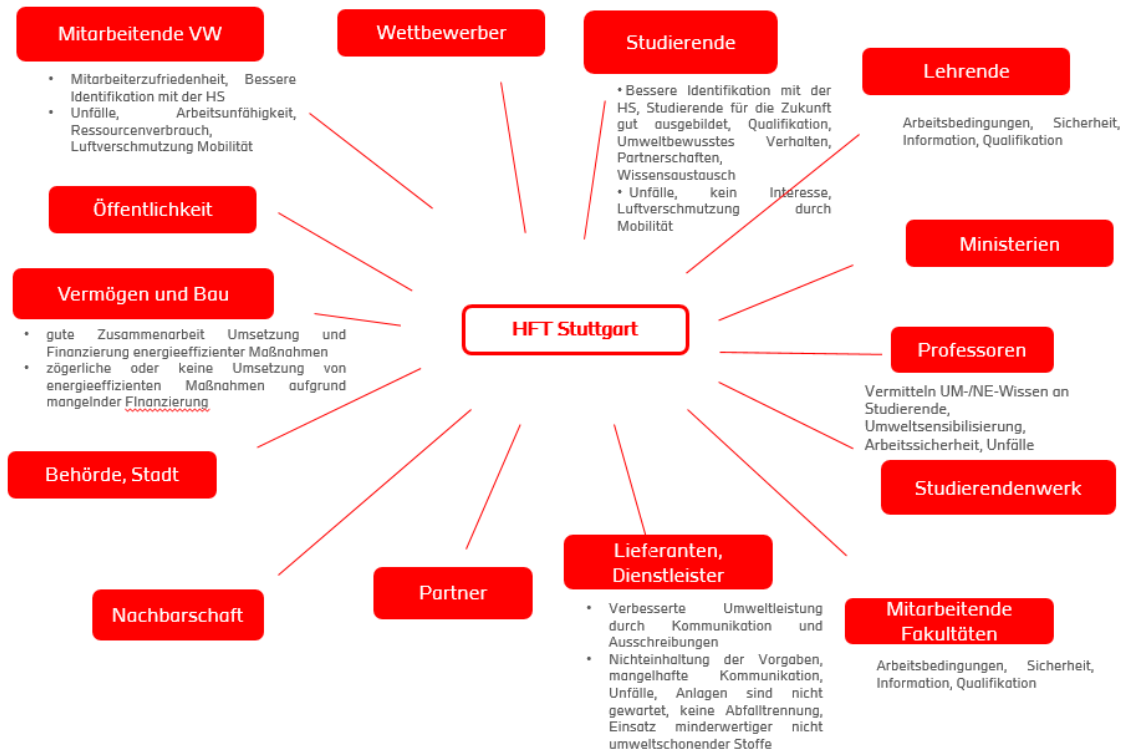 Mitarbeitende VW
• Mitarbeiterzufriedenheit, Bessere
Identifikation mit der HS
• Unfälle, Arbeitsunfähigkeit,
Ressourcenverbrauch,
Luftverschmutzung Mobilität
Wettbewerber
Studierende
• Bessere Identifikation mit der
HS, Studierende für die Zukunft
gut ausgebildet, Qualifikation,
Umweltbewusstes Verhalten,
Partnerschaften,
Wissensaustausch
• Unfälle, kein Interesse,
Luftverschmutzung durch
Mobilität
Lehrende
Arbeitsbedingungen, Sicherheit,
Information, Qualifikation
Öffentlichkeit
Ministerien
Vermögen und Bau
• gute Zusammenarbeit Umsetzung und
Finanzierung energieeffizienter Maßnahmen
• zögerliche oder keine Umsetzung von
energieeffizienten Maßnahmen aufgrund
mangelnder FInanzierung
HFT Stuttgart
Professoren
Vermitteln UM-/NE-Wissen an
Studierende,
Umweltsensibilisierung,
Arbeitssicherheit, Unfälle
Behörde, Stadt
Studierendenwerk
Nachbarschaft
Partner
Lieferanten,
Dienstleister
• Verbesserte Umweltleistung
durch Kommunikation und
Ausschreibungen
• Nichteinhaltung der Vorgaben,
mangelhafte Kommunikation,
Unfälle, Anlagen sind nicht
gewartet, keine Abfalltrennung,
Einsatz minderwertiger nicht
umweltschonender Stoffe
Mitarbeitende
Fakultäten
Arbeitsbedingungen, Sicherheit,
Information, Qualifikation